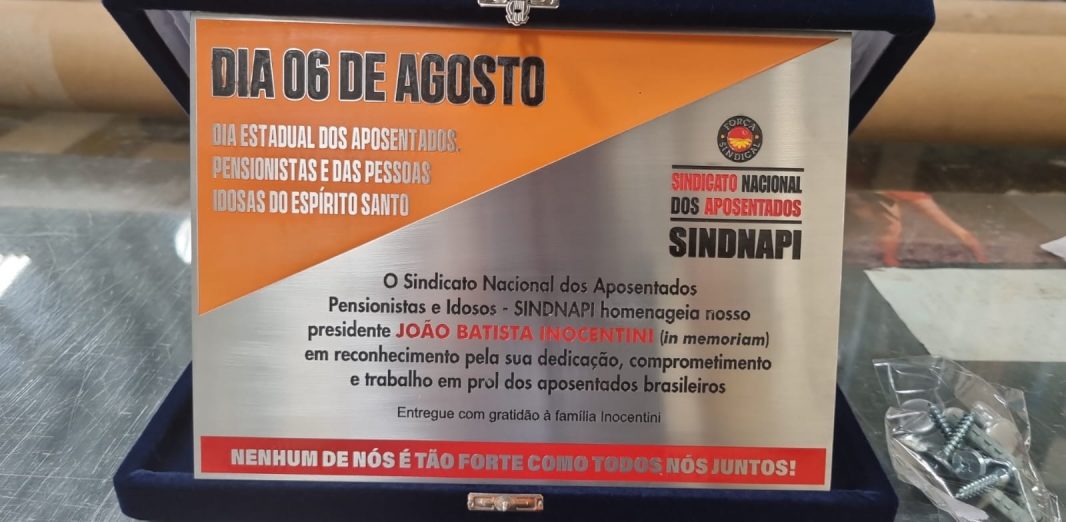 DIA 06 DE AGOSTO
DIA ESTADUAL DOS APOSENTADOS,
PENSIONISTAS E DAS PESSOAS
IDOSAS DO ESPÍRITO SANTO
FORÇA
SINDICAL
SINDICATO NACIONAL
DOS APOSENTADOS
SINDNAPI
O Sindicato Nacional dos Aposentados
Pensionistas e Idosos - SINDNAPI homenageia nosso
presidente JOÃO BATISTA INOCENTINI (in memoriam)
em reconhecimento pela sua dedicação, comprometimento
e trabalho em prol dos aposentados brasileiros
Entregue com gratidão à família Inocentini
NENHUM DE NÓS É TÃO FORTE COMO TODOS NÓS JUNTOS!